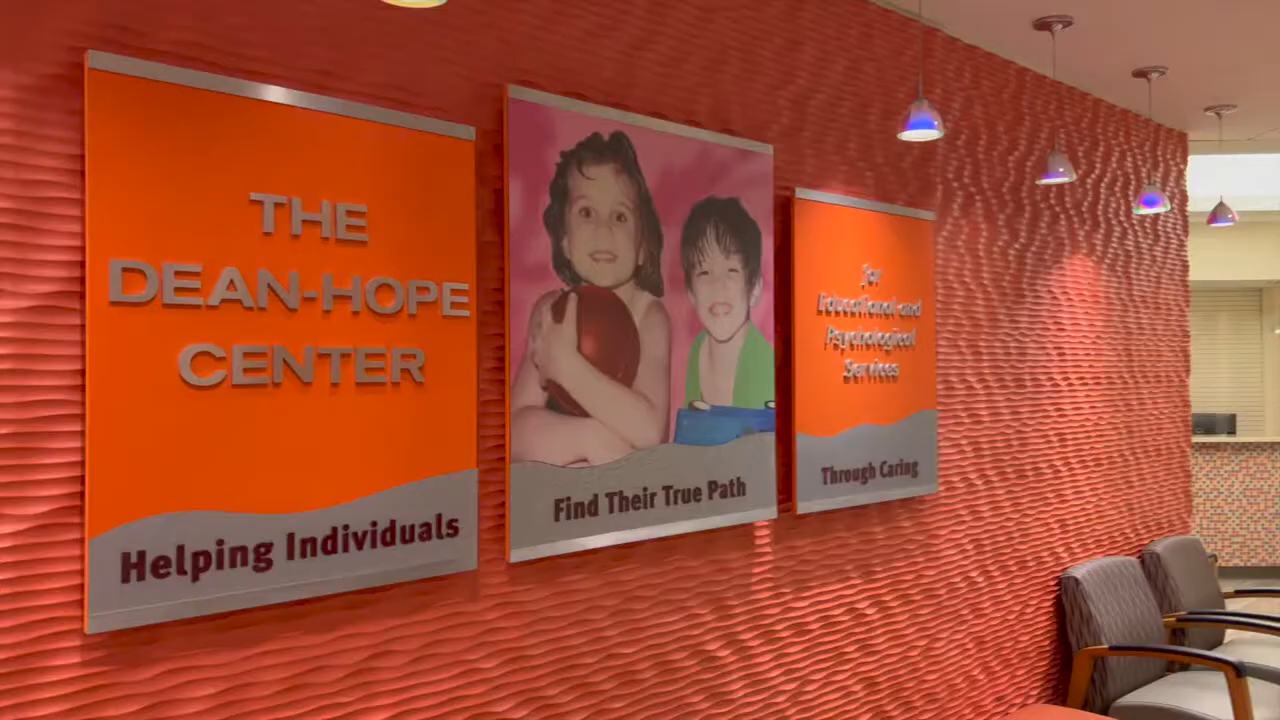 THE
DEAN-HOPE
CENTER
Helping Individuals
Find Their True Path
for
Educational and
Psychological
Services
Through Caring